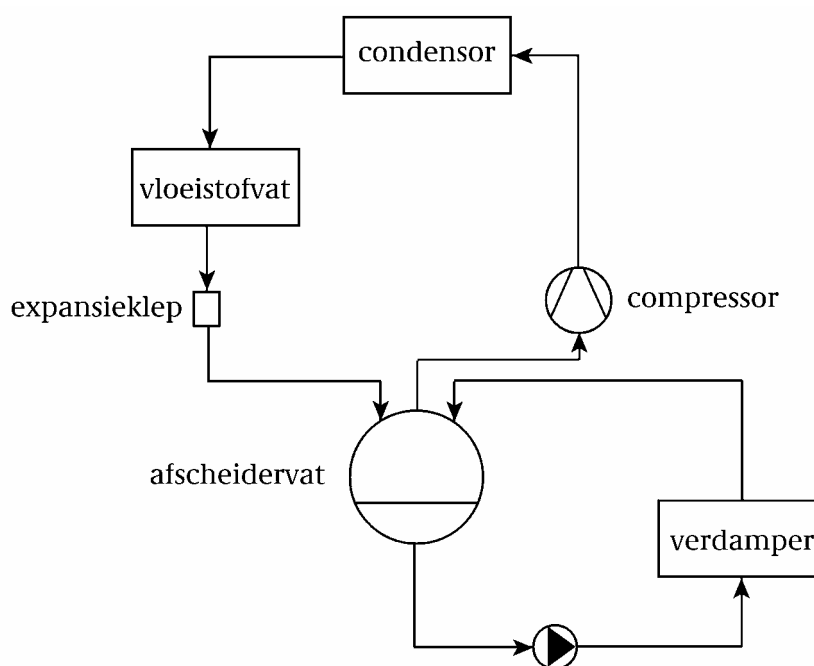 condensor
vloeistofvat
expansieklep
compressor
afscheidervat
verdamper